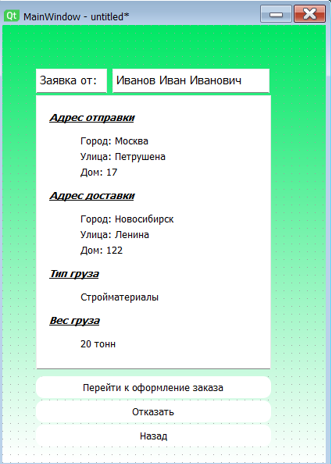 Qt MainWindow - untitled*
Заявка от: Иванов Иван Иванович
Адрес отправки
Город: Москва
Улица: Петрушена
Дом: 17
Адрес доставки
Город: Новосибирск
Улица: Ленина
Дом: 122
Тип груза
Стройматериалы
Вес груза
20 тонн
Перейти к оформление заказа
Отказать
Назад